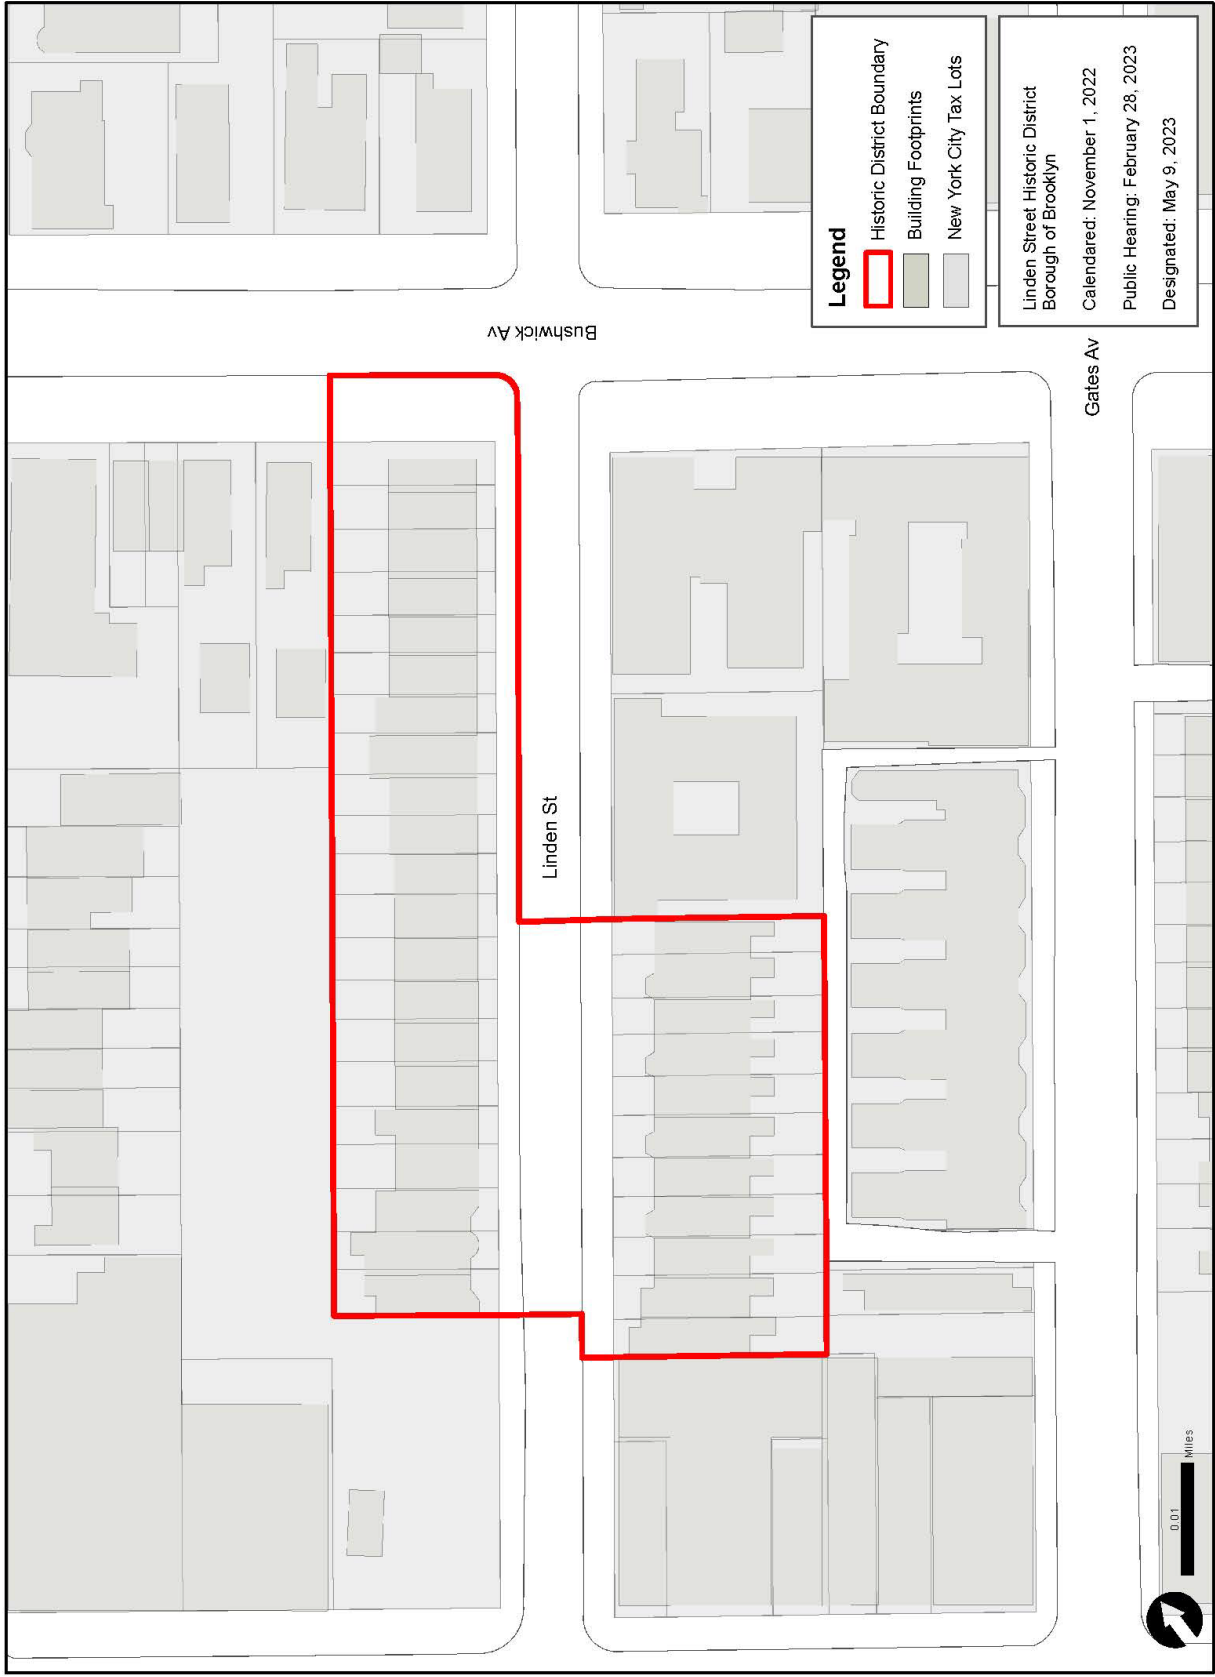 Bushwick Av
Linden St
Gates Av
Legend
Historic District Boundary
Building Footprints
New York City Tax Lots
Linden Street Historic District
Borough of Brooklyn
Calendared: November 1, 2022
Public Hearing: February 28, 2023
Designated: May 9, 2023
0.01
Miles